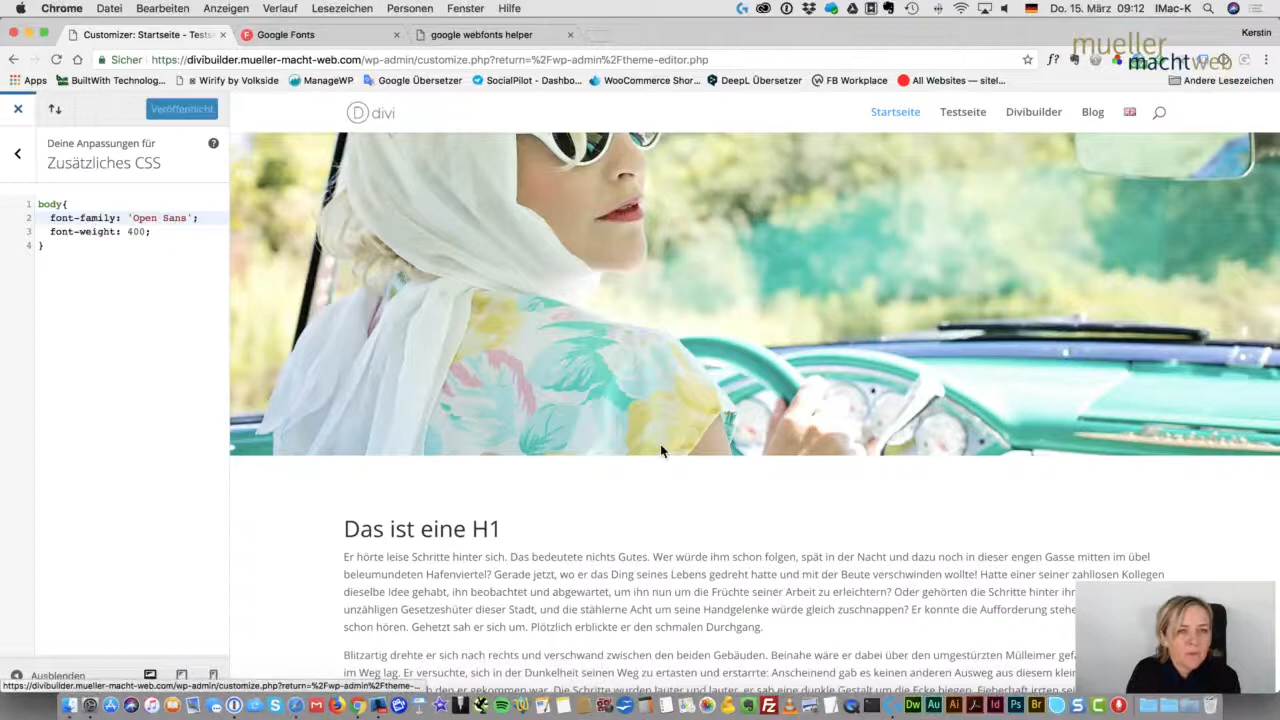 Chrome Datei Bearbeiten Anzeigen Verlauf Lesezeichen Personen Fenster Hilfe Do. 15. März 09:12 IMac-K
Customizer: Startseite - Tests Google Fonts google webfonts helper Kerstin
mueller
macht web
Sicher https://divibuilder.mueller-macht-web.com/wp-admin/customize.php?return=%2Fwp-admin%2Ftheme-editor.php
Apps BuiltWith Technolog... Wirify by Volkside ManageWP Google Übersetzer SocialPilot - Dashbo... WooCommerce Shor... DeepL Übersetzer FB Workplace All Websites — sitel... Andere Lesezeichen
Veröffentlicht
divi Startseite Testseite Divibuilder Blog
Deine Anpassungen für
Zusätzliches CSS
1 body{
2 font-family: 'Open Sans';
3 font-weight: 400;
4 }
Das ist eine H1
Er hörte leise Schritte hinter sich. Das bedeutete nichts Gutes. Wer würde ihm schon folgen, spät in der Nacht und dazu noch in dieser engen Gasse mitten im übel
beleumundeten Hafenviertel? Gerade jetzt, wo er das Ding seines Lebens gedreht hatte und mit der Beute verschwinden wollte! Hatte einer seiner zahllosen Kollegen
dieselbe Idee gehabt, ihn beobachtet und abgewartet, um ihn nun um die Früchte seiner Arbeit zu erleichtern? Oder gehörten die Schritte hinter ihm
unzähligen Gesetzeshüter dieser Stadt, und die stählerne Acht um seine Handgelenke würde gleich zuschnappen? Er konnte die Aufforderung stehe
schon hören. Gehetzt sah er sich um. Plötzlich erblickte er den schmalen Durchgang.
Blitzartig drehte er sich nach rechts und verschwand zwischen den beiden Gebäuden. Beinahe wäre er dabei über den umgestürzten Mülleimer gefa
im Weg lag. Er versuchte, sich in der Dunkelheit seinen Weg zu ertasten und erstarrte: Anscheinend gab es keinen anderen Ausweg aus diesem klein
Ausblenden
https://divibuilder.mueller-macht-web.com/wp-admin/customize.php?return=%2Fwp-admin%2Ftheme-...
Dw Au Ai Id Ps Br